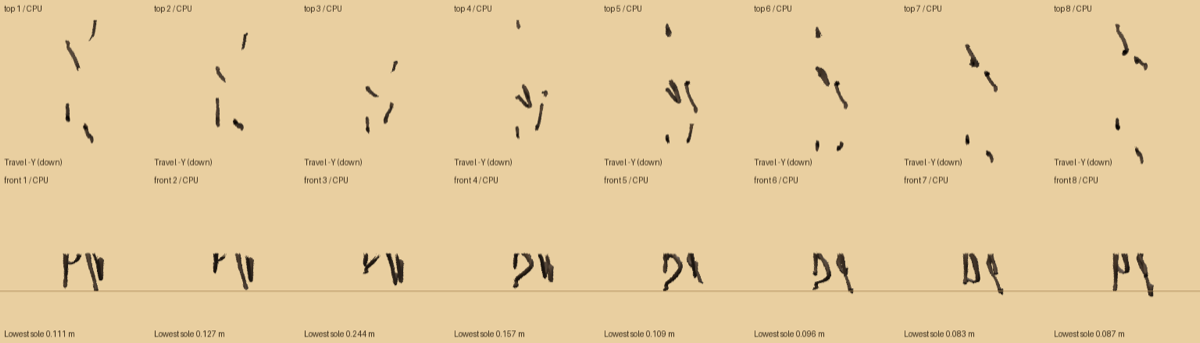 top 1 / CPU top 2 / CPU top 3 / CPU top 4 / CPU top 5 / CPU top 6 / CPU top 7 / CPU top 8 / CPU
Travel -Y (down) Travel -Y (down) Travel -Y (down) Travel -Y (down) Travel -Y (down) Travel -Y (down) Travel -Y (down) Travel -Y (down)
front 1 / CPU front 2 / CPU front 3 / CPU front 4 / CPU front 5 / CPU front 6 / CPU front 7 / CPU front 8 / CPU
Lowest sole 0.111 m Lowest sole 0.127 m Lowest sole 0.244 m Lowest sole 0.157 m Lowest sole 0.109 m Lowest sole 0.096 m Lowest sole 0.083 m Lowest sole 0.087 m